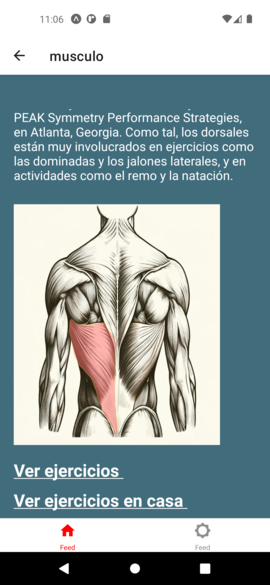 11:06
musculo
PEAK Symmetry Performance Strategies,
en Atlanta, Georgia. Como tal, los dorsales
están muy involucrados en ejercicios como
las dominadas y los jalones laterales, y en
actividades como el remo y la natación.
Ver ejercicios
Ver ejercicios en casa
Feed
Feed